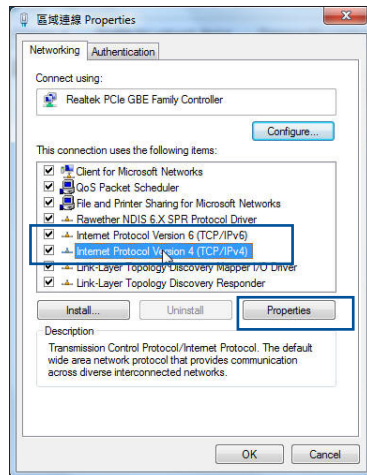 區域連線 Properties
Networking
Authentication
Connect using:
Realtek PCIe GBE Family Controller
Configure...
This connection uses the following items:
Client for Microsoft Networks
QoS Packet Scheduler
File and Printer Sharing for Microsoft Networks
Rawether NDIS 6.X SPR Protocol Driver
Internet Protocol Version 6 (TCP/IPv6)
Internet Protocol Version 4 (TCP/IPv4)
Link-Layer Topology Discovery Mapper I/O Driver
Link-Layer Topology Discovery Responder
Install...
Uninstall
Properties
Description
Transmission Control Protocol/Internet Protocol. The default
wide area network protocol that provides communication
across diverse interconnected networks.
OK
Cancel